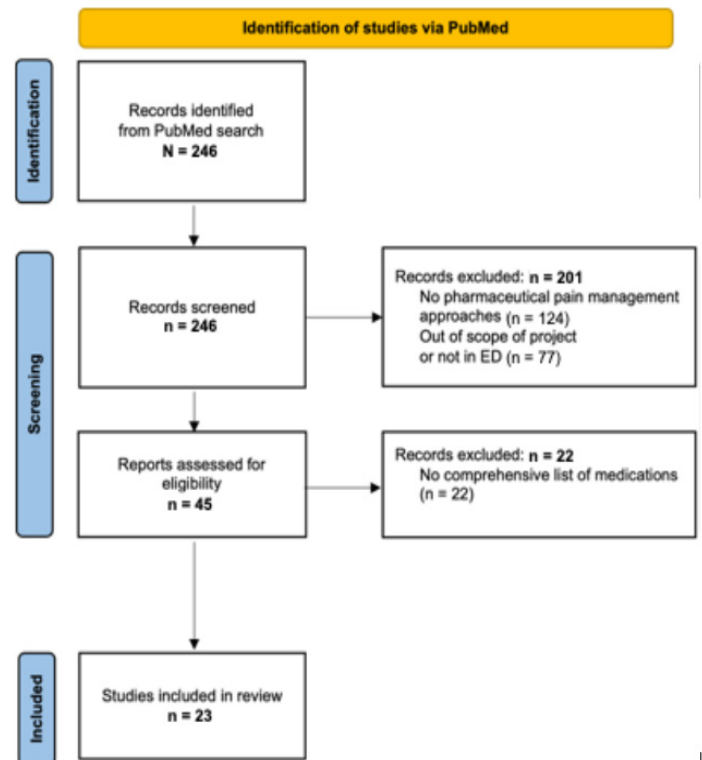 Identification of studies via PubMed
Identification
Records identified
from PubMed search
N = 246
Screening
Records screened
n = 246
Records excluded: n = 201
No pharmaceutical pain management
approaches (n = 124)
Out of scope of project
or not in ED (n = 77)
Reports assessed for
eligibility
n = 45
Records excluded: n = 22
No comprehensive list of medications
(n = 22)
Included
Studies included in review
n = 23